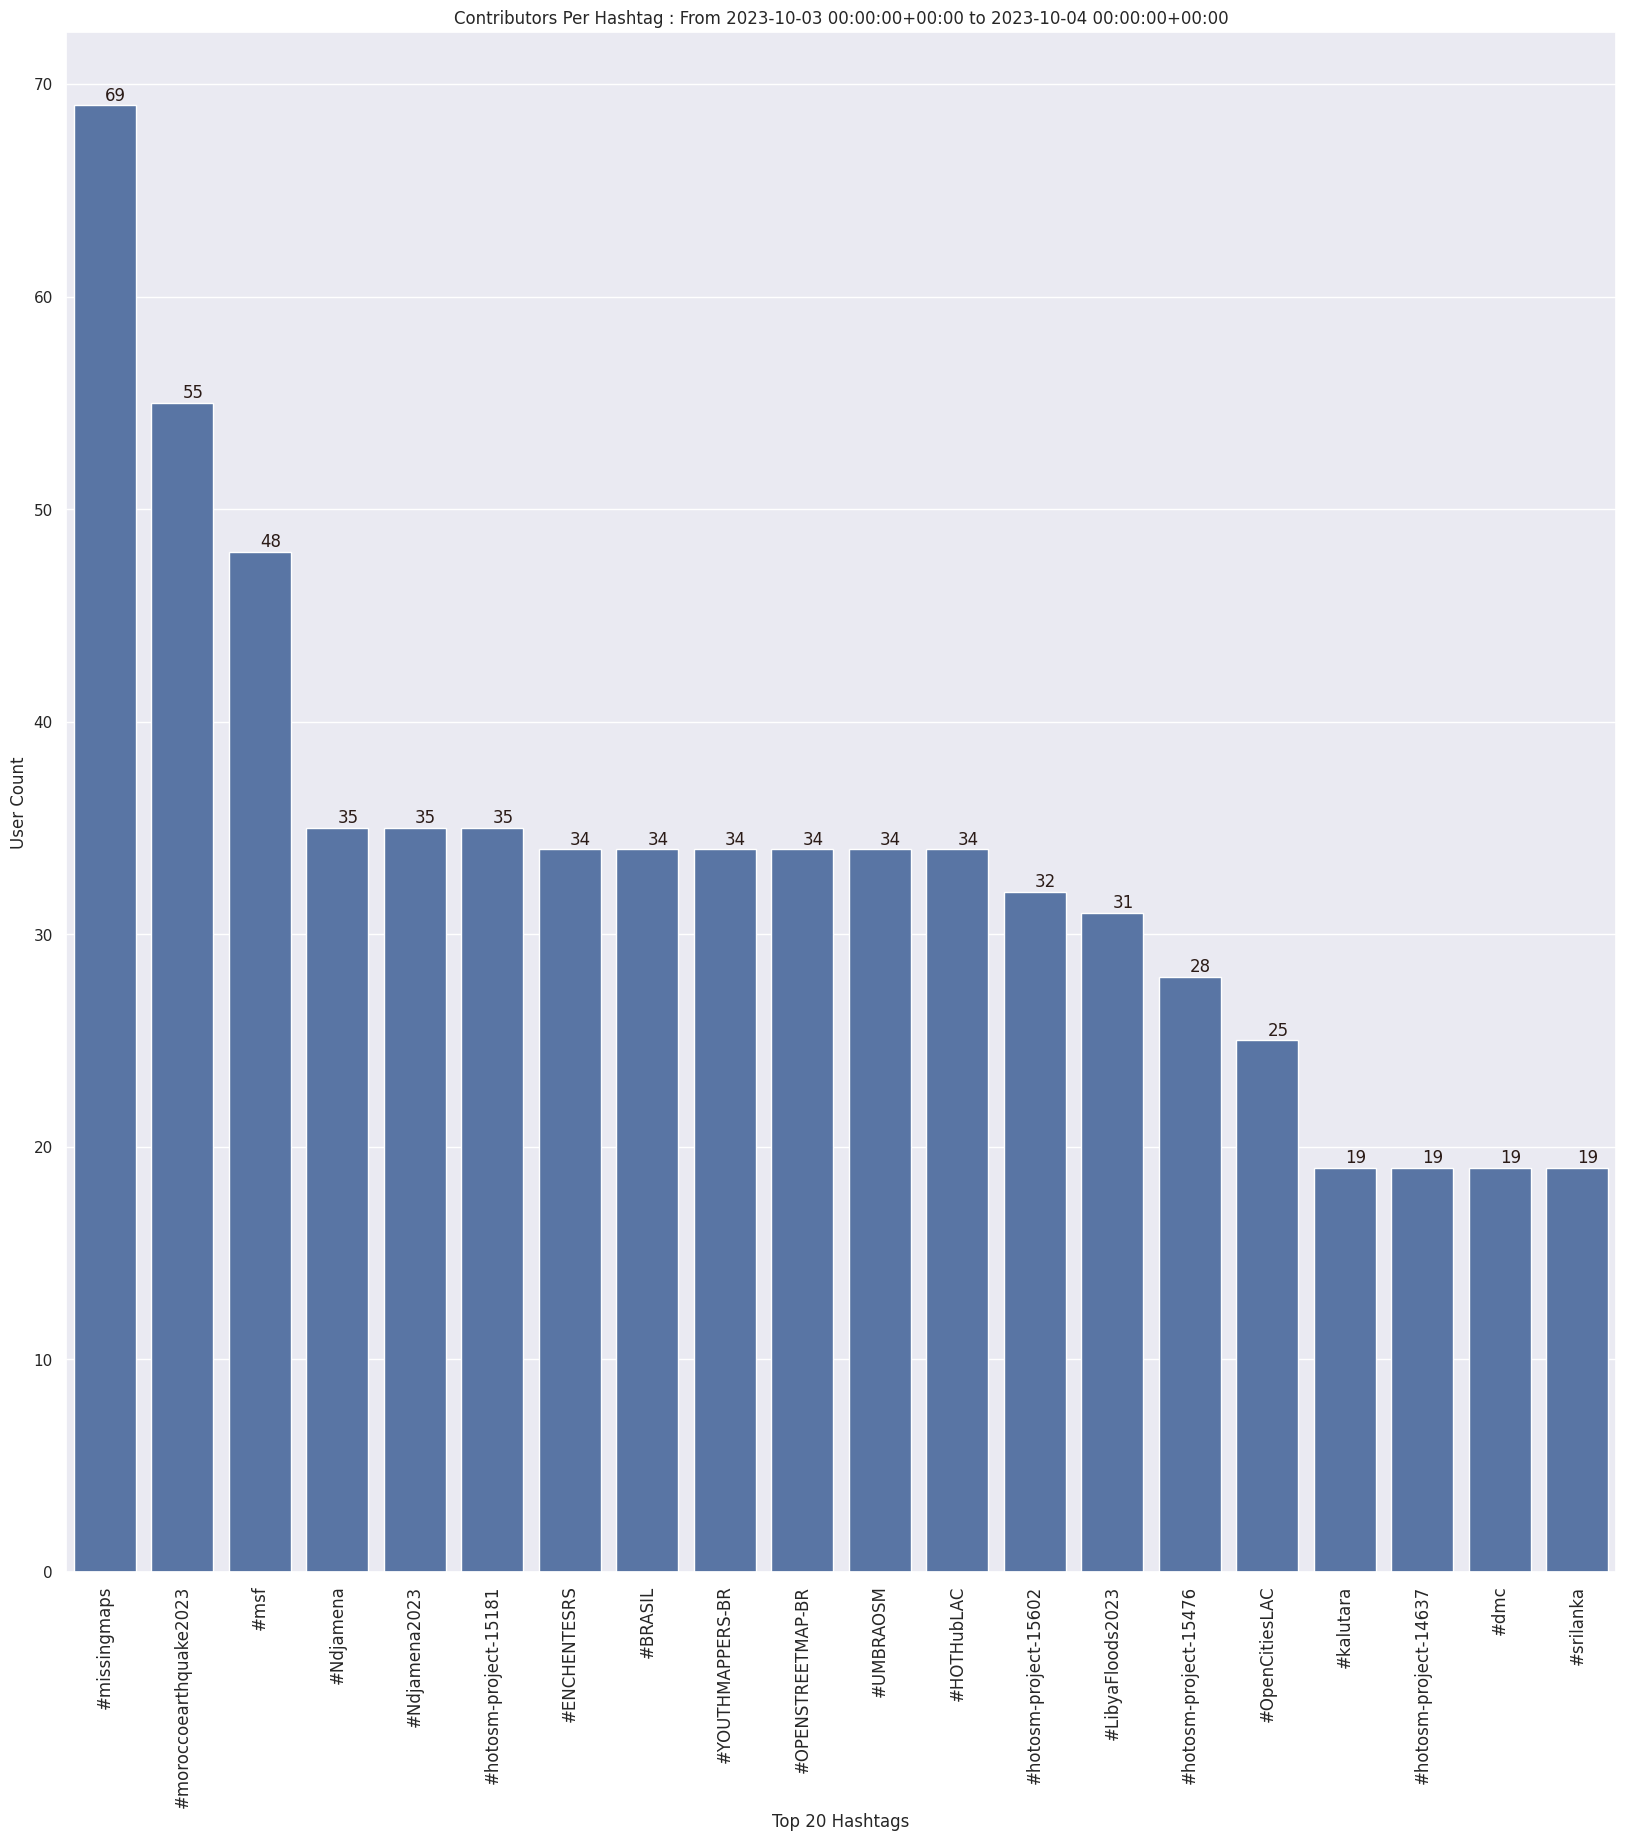 Contributors Per Hashtag : From 2023-10-03 00:00:00+00:00 to 2023-10-04 00:00:00+00:00
User Count
70
60
50
40
30
20
10
0
69
55
48
35
35
35
34
34
34
34
34
34
32
31
28
25
19
19
19
19
#missingmaps
#moroccoearthquake2023
#msf
#Ndjamena
#Ndjamena2023
#hotosm-project-15181
#ENCHENTESRS
#BRASIL
#YOUTHMAPPERS-BR
#OPENSTREETMAP-BR
#UMBRAOSM
#HOTHubLAC
#hotosm-project-15602
#LibyaFloods2023
#hotosm-project-15476
#OpenCitiesLAC
#kalutara
#hotosm-project-14637
#dmc
#srilanka
Top 20 Hashtags